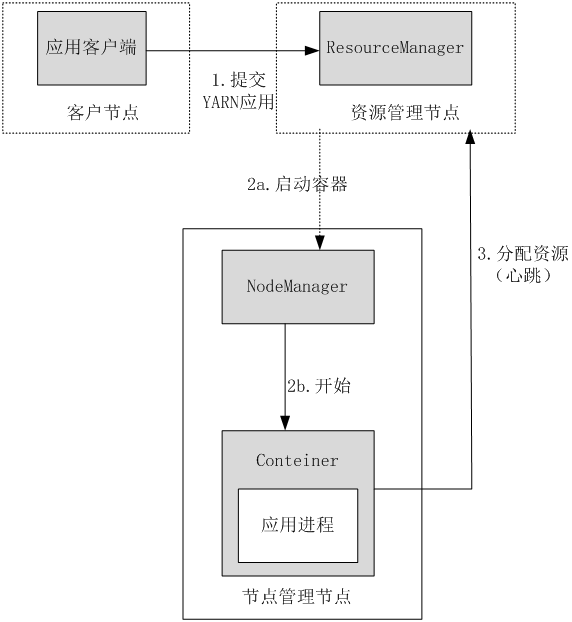 应用客户端
客户节点
1.提交
YARN应用
ResourceManager
资源管理节点
2a.启动容器
NodeManager
2b.开始
3.分配资源
（心跳）
Conteiner
应用进程
节点管理节点